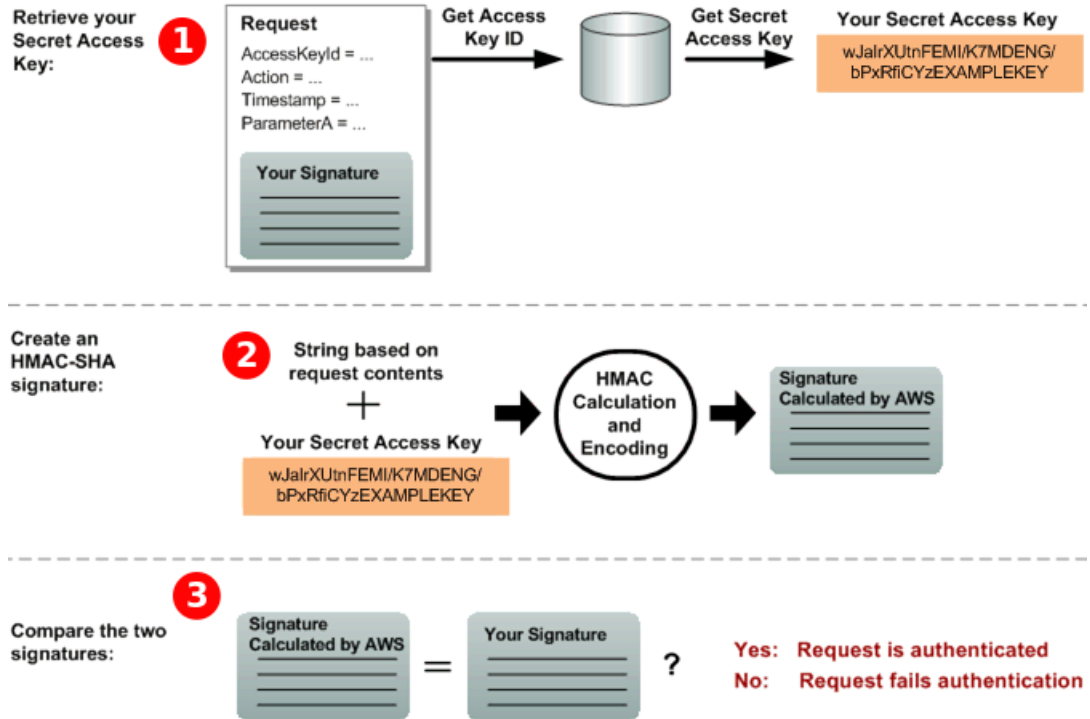 Retrieve your
Secret Access
Key:
1
Request
AccessKeyId = ...
Action = ...
Timestamp = ...
ParameterA = ...
Your Signature
Get Access
Key ID
Get Secret
Access Key
Your Secret Access Key
wJalrXUtnFEMI/K7MDENG/
bPxRfiCYzEXAMPLEKEY
Create an
HMAC-SHA
signature:
2
String based on
request contents
+
Your Secret Access Key
wJalrXUtnFEMI/K7MDENG/
bPxRfiCYzEXAMPLEKEY
HMAC
Calculation
and
Encoding
Signature
Calculated by AWS
3
Compare the two
signatures:
Signature
Calculated by AWS
=
Your Signature
?
Yes: Request is authenticated
No: Request fails authentication